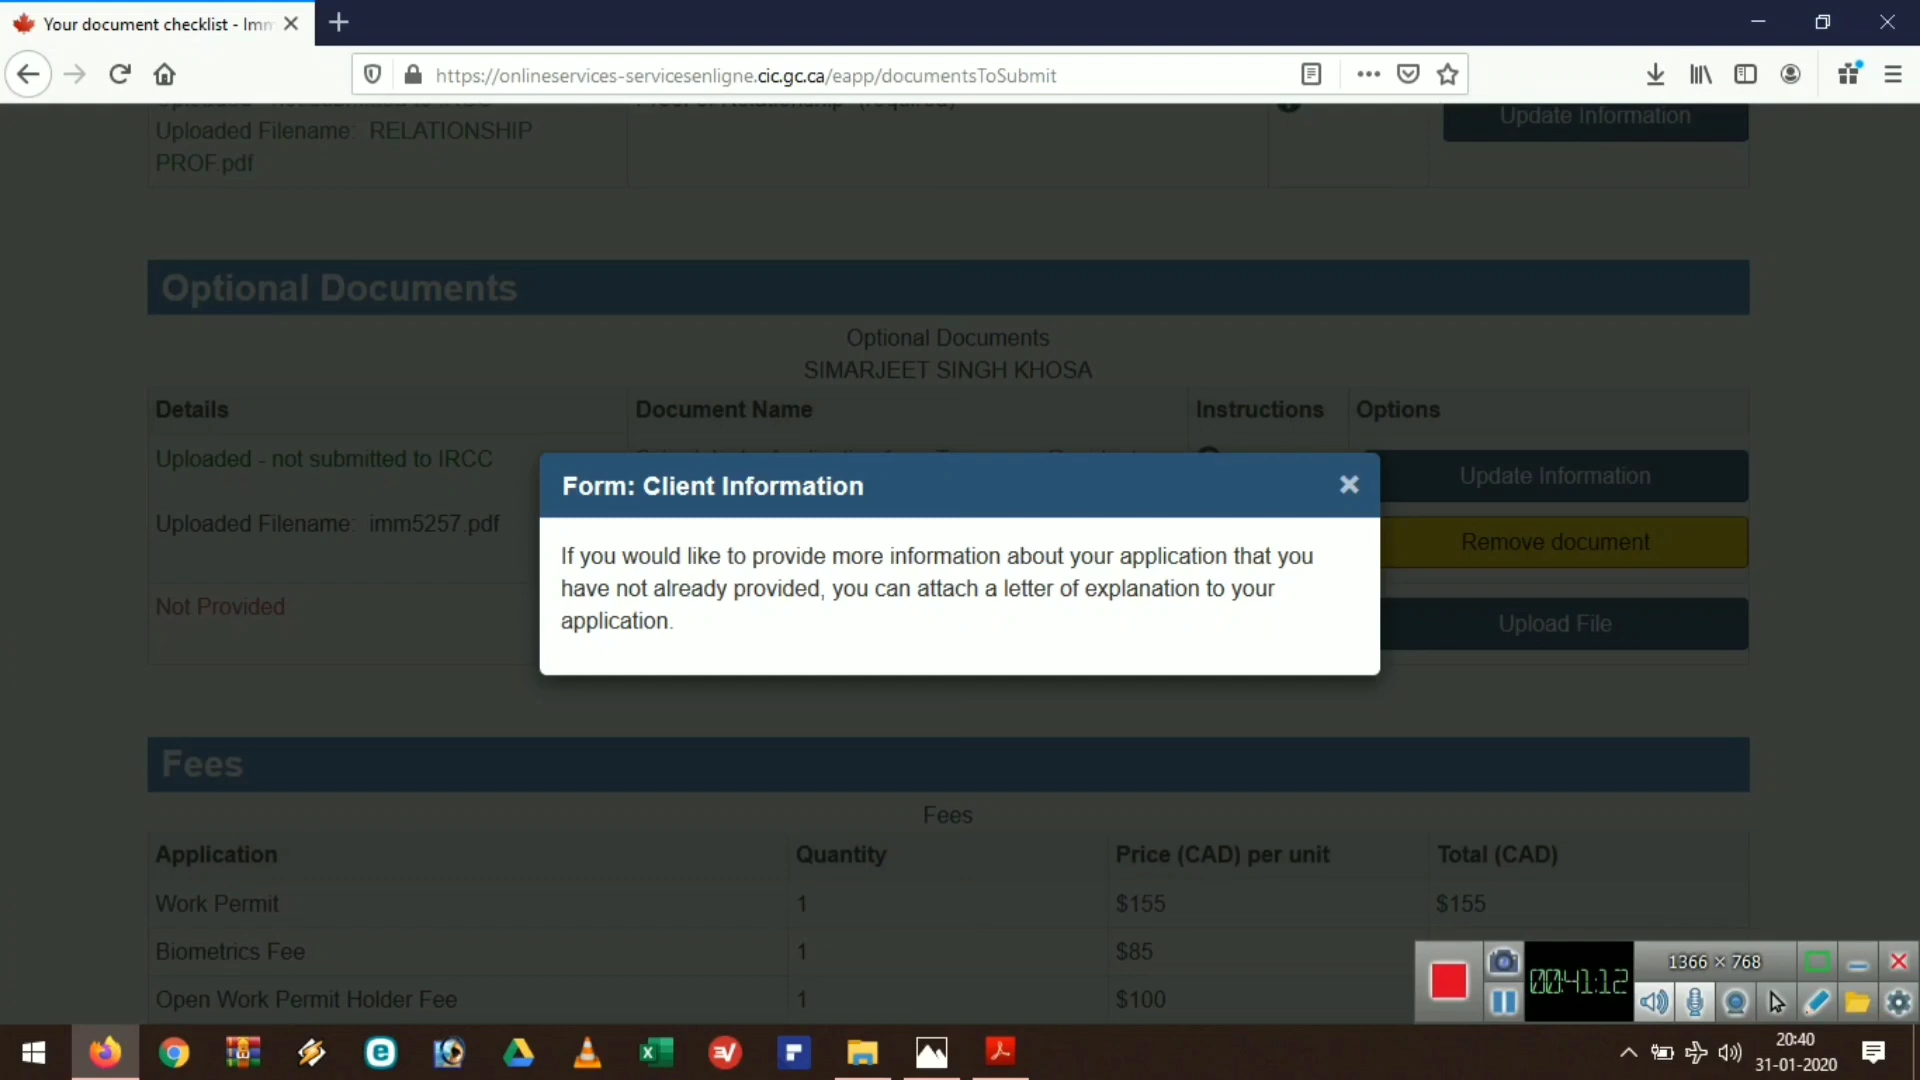 Your document checklist - Imm
https://onlineservices-servicesenligne.cic.gc.ca/eapp/documentsToSubmit
Update Information
Uploaded Filename: RELATIONSHIP
PROF.pdf
Optional Documents
Optional Documents
SIMARJEET SINGH KHOSA
Details Document Name Instructions Options
Uploaded - not submitted to IRCC
Update Information
Uploaded Filename: imm5257.pdf
Remove document
Not Provided
Upload File
Form: Client Information
If you would like to provide more information about your application that you
have not already provided, you can attach a letter of explanation to your
application.
Fees
Fees
Application Quantity Price (CAD) per unit Total (CAD)
Work Permit 1 $155 $155
Biometrics Fee 1 $85
Open Work Permit Holder Fee 1 $100
1366 × 768
00:41:12
20:40
31-01-2020